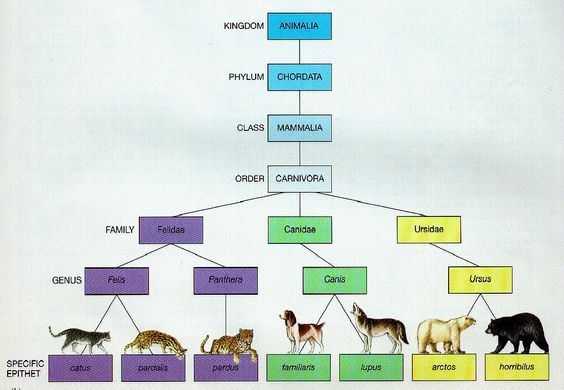 KINGDOM ANIMALIA
PHYLUM CHORDATA
CLASS MAMMALIA
ORDER CARNIVORA
FAMILY Felidae Canidae Ursidae
GENUS Felis Panthera Canis Ursus
SPECIFIC
EPITHET catus pardalis pardus familiaris lupus arctos horribilus